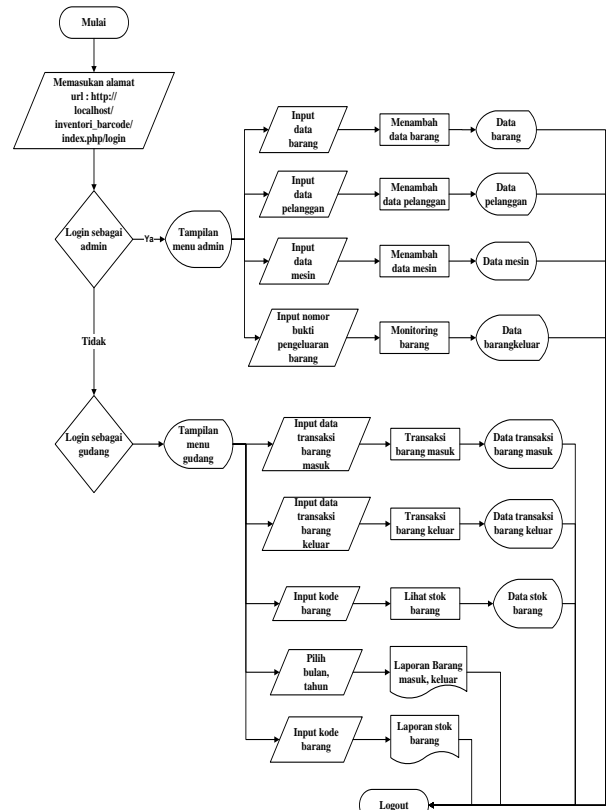 Mulai
Memasukan alamat
url : http://
localhost/
inventori_barcode/
index.php/login
Login sebagai
admin
Ya
Tampilan
menu admin
Input
data
barang
Menambah
data barang
Data
barang
Input
data
pelanggan
Menambah
data pelanggan
Data
pelanggan
Input
data
mesin
Menambah
data mesin
Data mesin
Input nomor
bukti
pengeluaran
barang
Monitoring
barang
Data
barangkeluar
Tidak
Login sebagai
gudang
Tampilan
menu
gudang
Input data
transaksi
barang
masuk
Transaksi
barang masuk
Data transaksi
barang masuk
Input data
transaksi
barang
keluar
Transaksi
barang keluar
Data transaksi
barang keluar
Input kode
barang
Lihat stok
barang
Data stok
barang
Pilih
bulan,
tahun
Laporan Barang
masuk, keluar
Input kode
barang
Laporan stok
barang
Logout